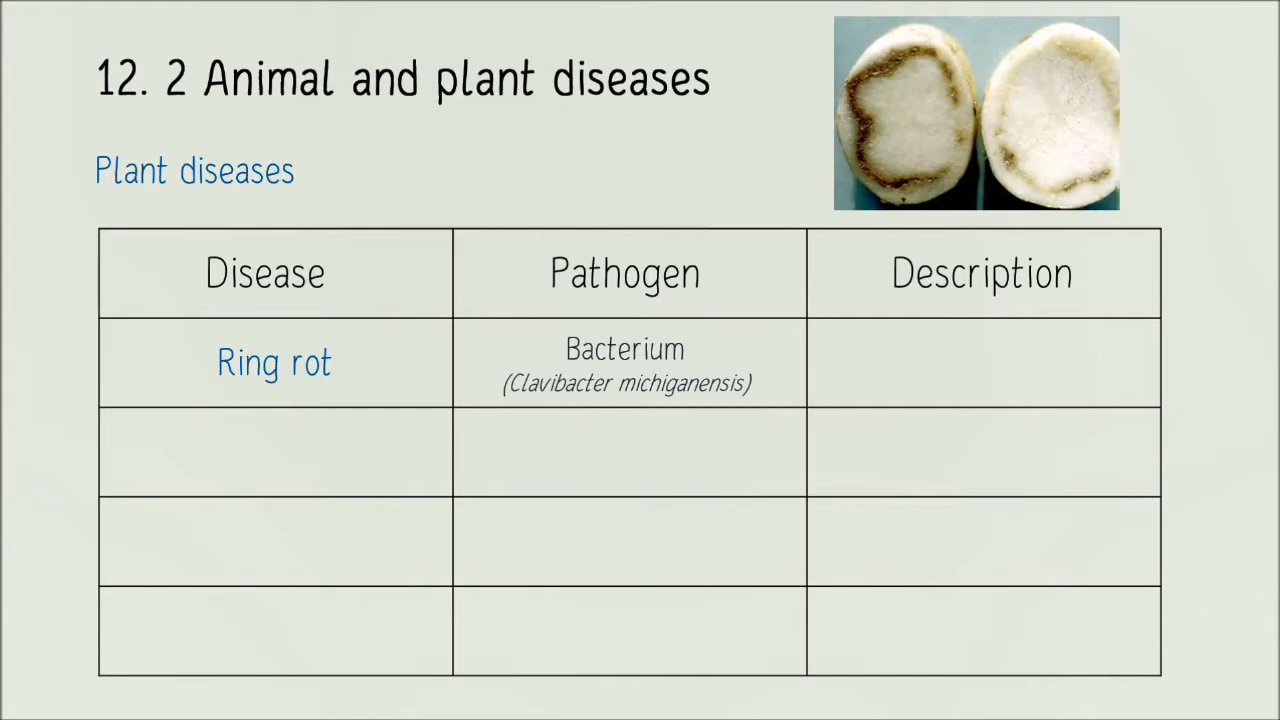 12. 2 Animal and plant diseases
Plant diseases
Disease Pathogen Description
Ring rot
Bacterium
(Clavibacter michiganensis)